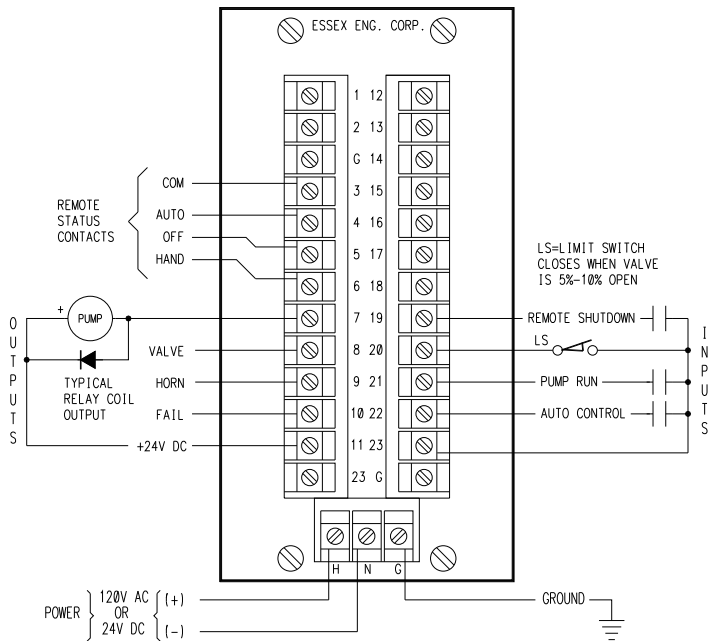 ESSEX ENG. CORP.
1 12
2 13
G 14
3 15
4 16
5 17
6 18
7 19
8 20
9 21
10 22
11 23
23 G
H N G
REMOTE
STATUS
CONTACTS
COM
AUTO
OFF
HAND
+
PUMP
TYPICAL
RELAY COIL
OUTPUT
VALVE
HORN
FAIL
+24V DC
OUTPUTS
LS=LIMIT SWITCH
CLOSES WHEN VALVE
IS 5%-10% OPEN
REMOTE SHUTDOWN
LS
PUMP RUN
AUTO CONTROL
INPUTS
POWER
120V AC (+)
OR
24V DC (-)
GROUND